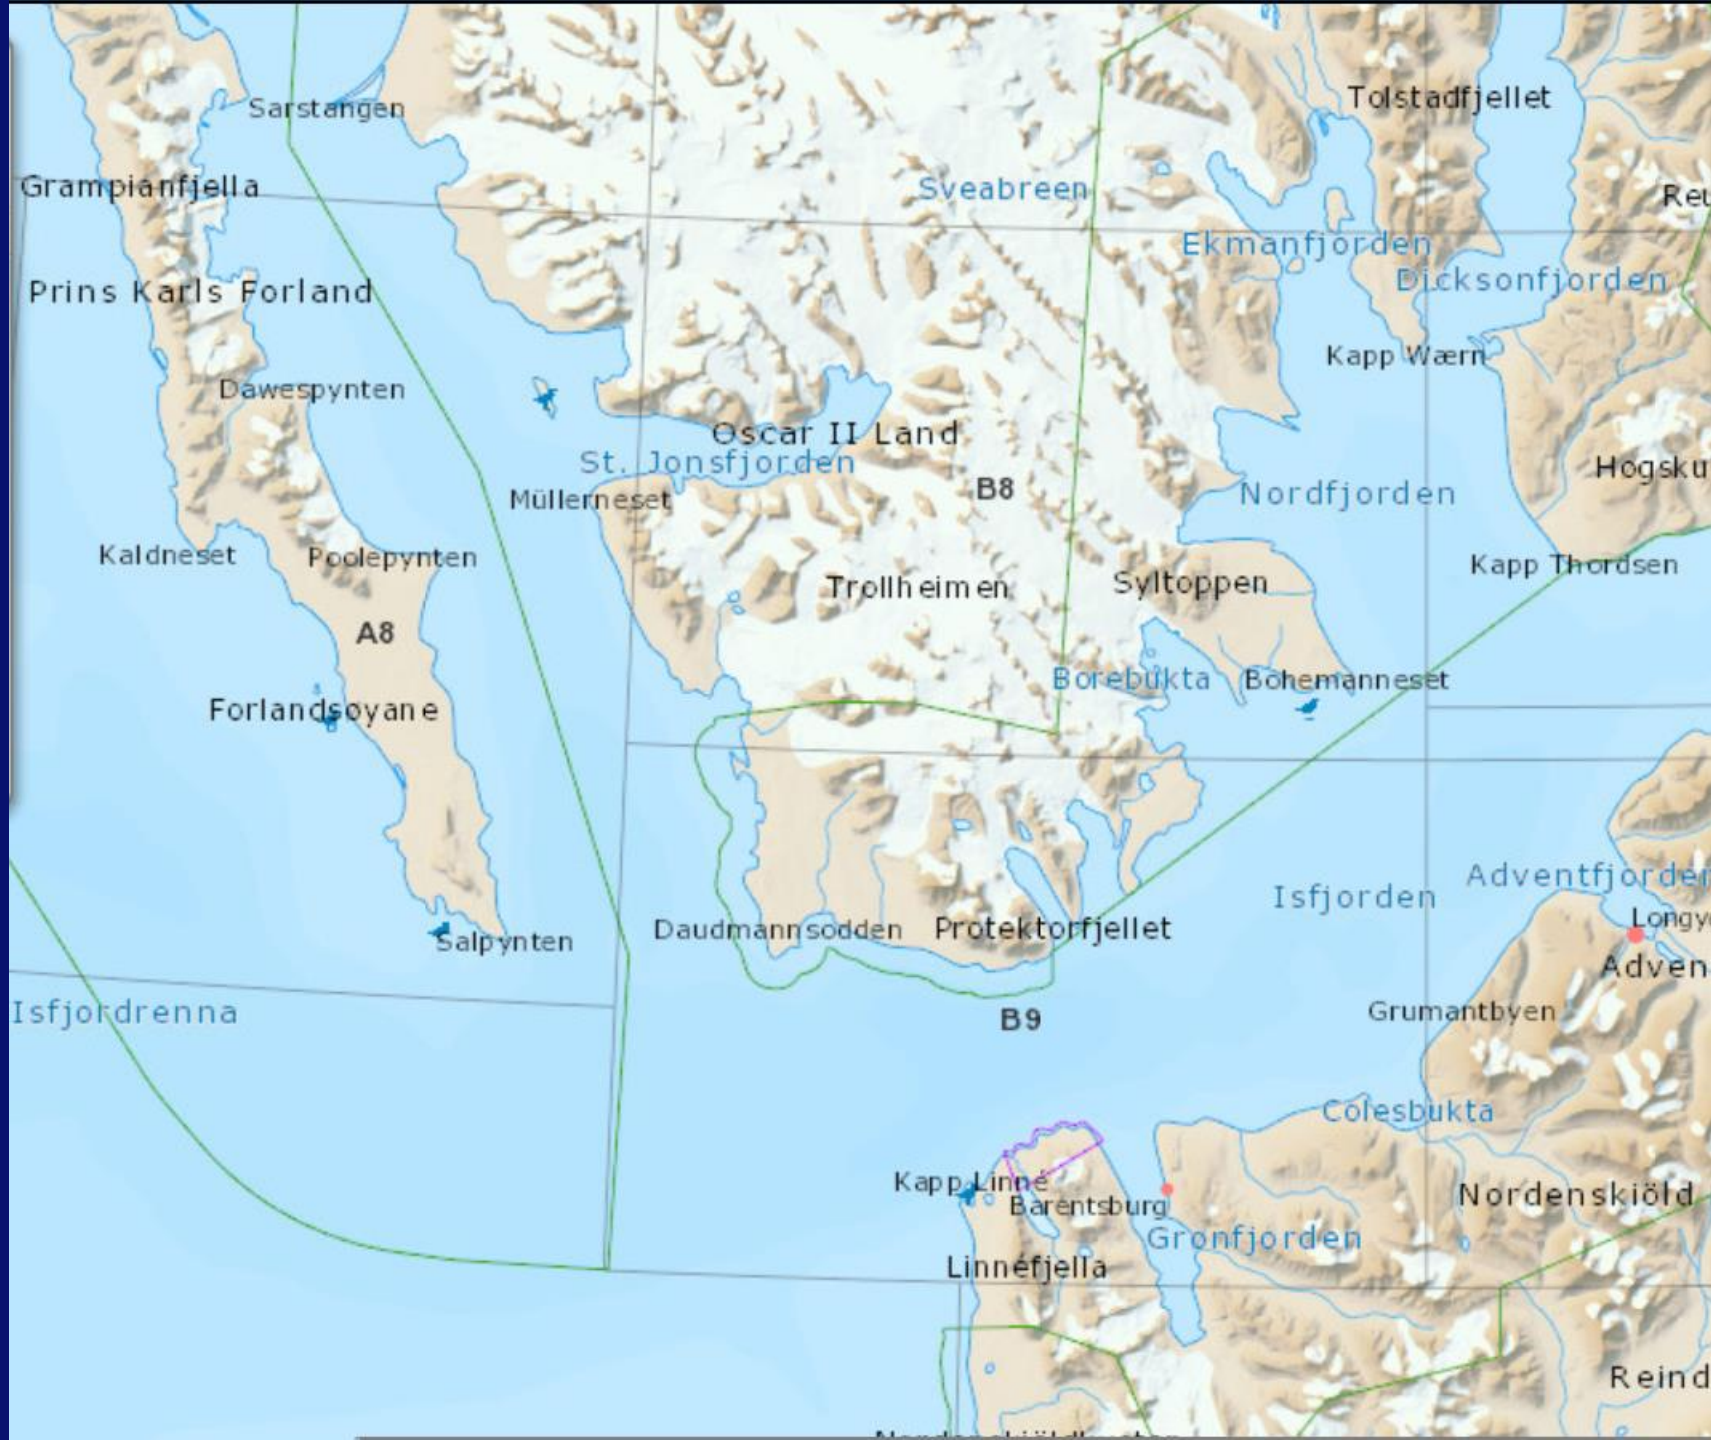 Tolstadfjellet
Sarstangen
Grampianfjella
Sveabreen
Ekmanfjorden
Dicksonfjorden
Prins Karls Forland
Kapp Wærn
Dawespynten
Oscar II Land
St. Jonsfjorden
B8
Müllerneset
Nordfjorden
Kaldneset
Poolepynten
Kapp Thordsen
Trollheimen
Syltoppen
A8
Borebukta
Bohemanneset
Forlandsøyane
Adventfjorden
Isfjorden
Daudmannsodden
Protektorfjellet
Salpynten
Isfjordrenna
B9
Grumantbyen
Colesbukta
Kapp Linné
Barentsburg
Nordenskiöld
Grønfjorden
Linnéfjella